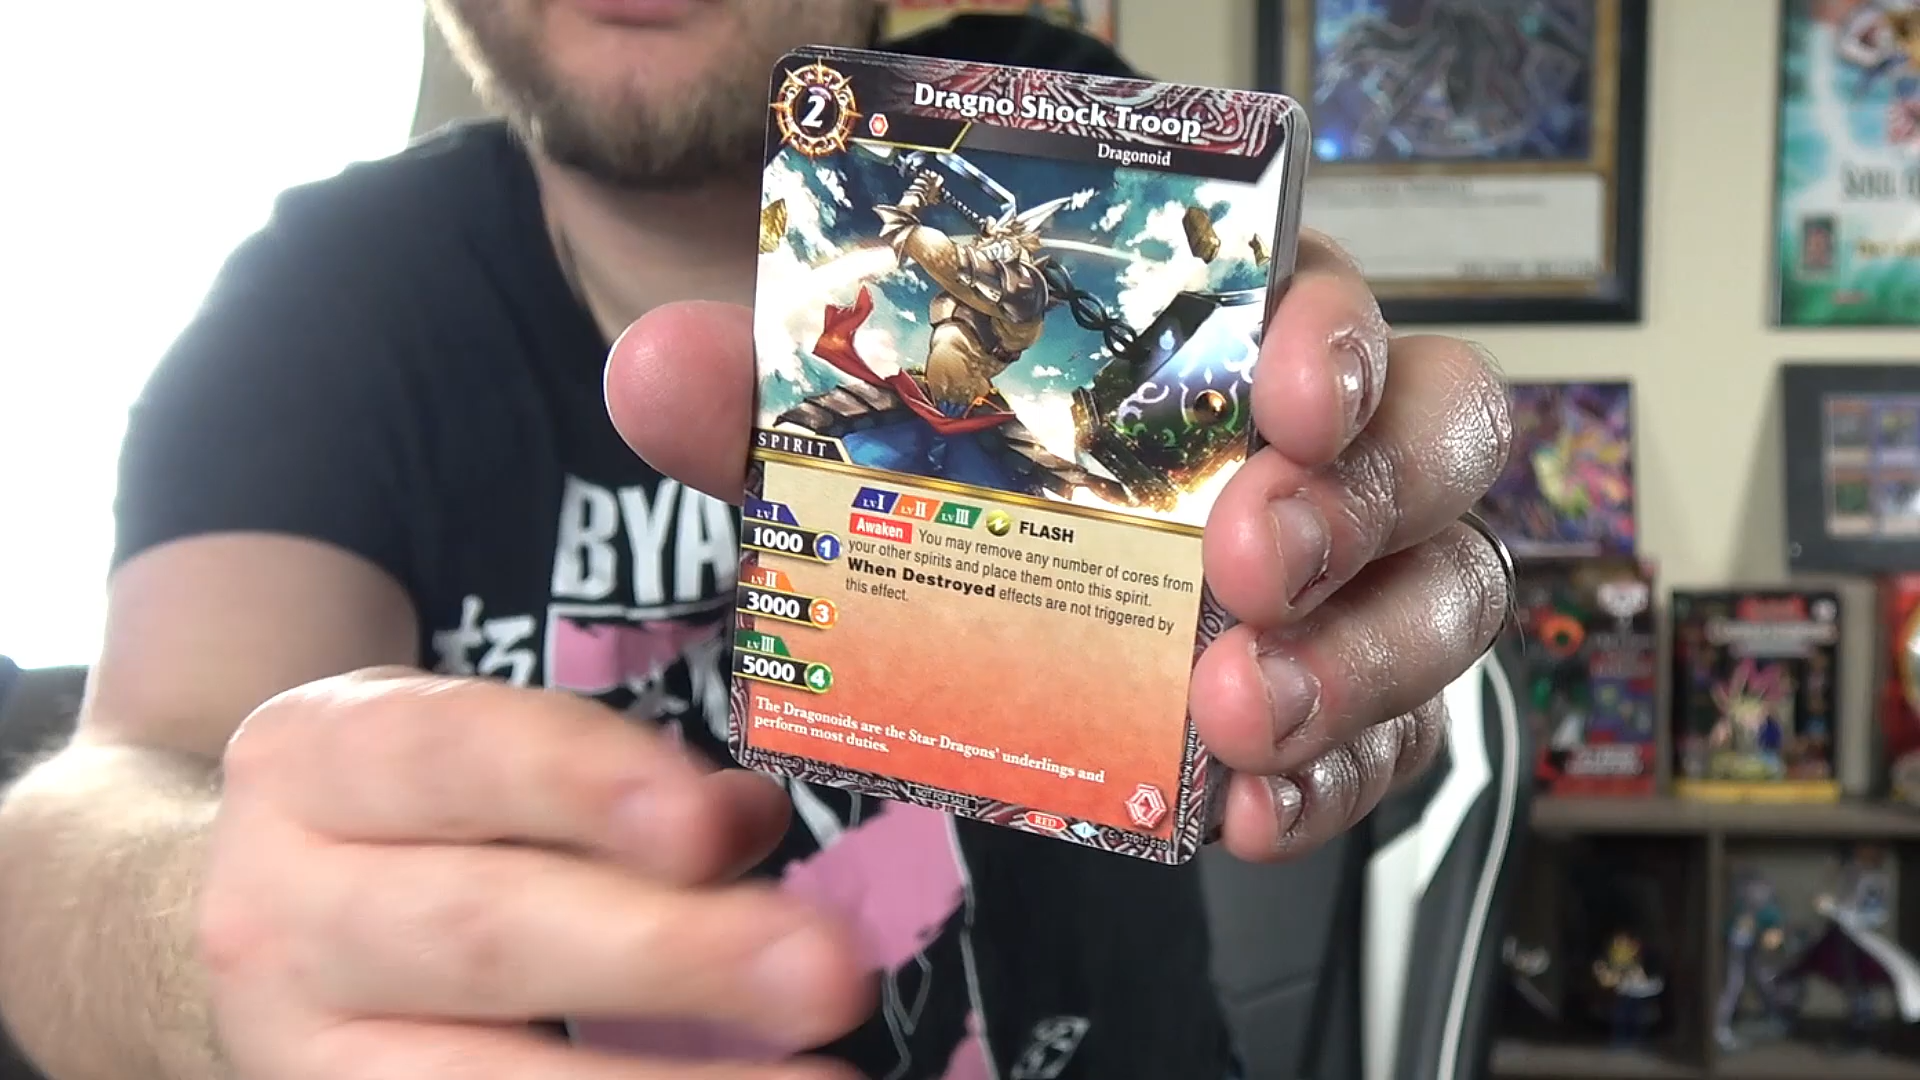 2
Dragno Shock Troop
Dragonoid
SPIRIT
LV I
1000 1
LV II
3000 3
LV III
5000 4
LV I LV II LV III FLASH
Awaken You may remove any number of cores from
your other spirits and place them onto this spirit.
When Destroyed effects are not triggered by
this effect.
The Dragonoids are the Star Dragons' underlings and
perform most duties.
NOT FOR SALE
RED
BYA